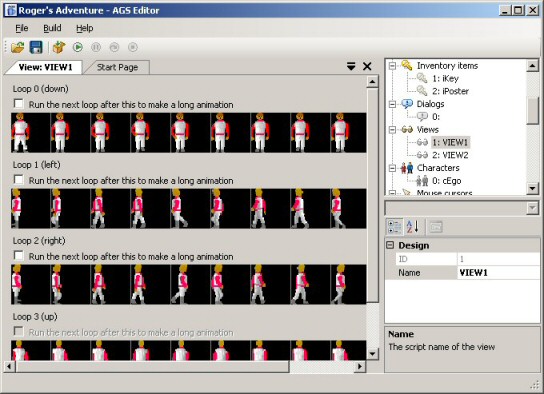 Roger's Adventure - AGS Editor
File Build Help
View: VIEW1 Start Page
Loop 0 (down)
Run the next loop after this to make a long animation
Loop 1 (left)
Run the next loop after this to make a long animation
Loop 2 (right)
Run the next loop after this to make a long animation
Loop 3 (up)
Run the next loop after this to make a long animation
Inventory items
1: iKey
2: iPoster
Dialogs
0:
Views
1: VIEW1
2: VIEW2
Characters
0: cEgo
Mouse cursors
Design
ID 1
Name VIEW1
Name
The script name of the view